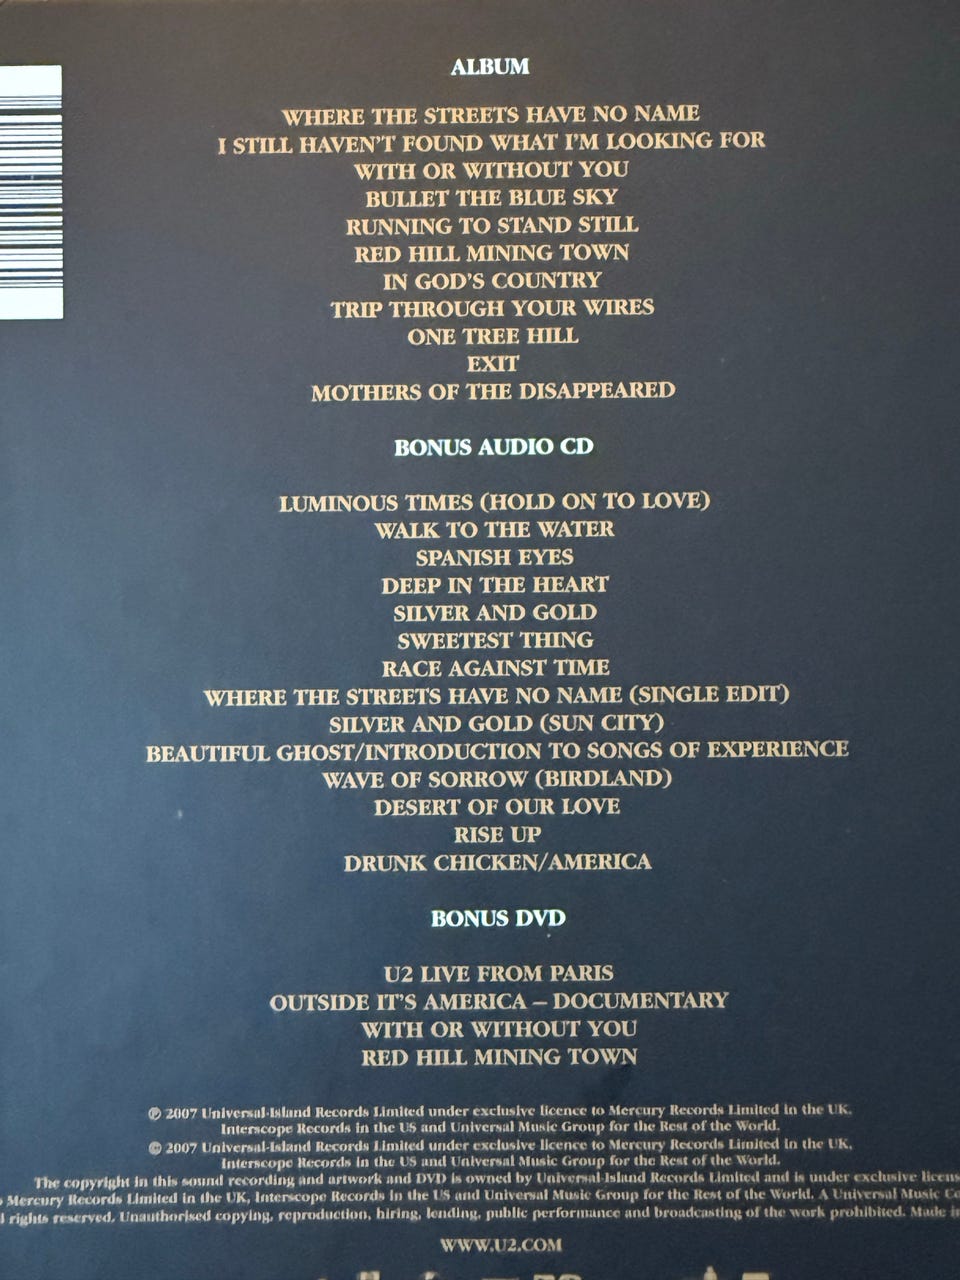 ALBUM
WHERE THE STREETS HAVE NO NAME
I STILL HAVEN'T FOUND WHAT I'M LOOKING FOR
WITH OR WITHOUT YOU
BULLET THE BLUE SKY
RUNNING TO STAND STILL
RED HILL MINING TOWN
IN GOD'S COUNTRY
TRIP THROUGH YOUR WIRES
ONE TREE HILL
EXIT
MOTHERS OF THE DISAPPEARED
BONUS AUDIO CD
LUMINOUS TIMES (HOLD ON TO LOVE)
WALK TO THE WATER
SPANISH EYES
DEEP IN THE HEART
SILVER AND GOLD
SWEETEST THING
RACE AGAINST TIME
WHERE THE STREETS HAVE NO NAME (SINGLE EDIT)
SILVER AND GOLD (SUN CITY)
BEAUTIFUL GHOST/INTRODUCTION TO SONGS OF EXPERIENCE
WAVE OF SORROW (BIRDLAND)
DESERT OF OUR LOVE
RISE UP
DRUNK CHICKEN/AMERICA
BONUS DVD
U2 LIVE FROM PARIS
OUTSIDE IT'S AMERICA – DOCUMENTARY
WITH OR WITHOUT YOU
RED HILL MINING TOWN
℗ 2007 Universal-Island Records Limited under exclusive licence to Mercury Records Limited in the UK,
Interscope Records in the US and Universal Music Group for the Rest of the World.
© 2007 Universal-Island Records Limited under exclusive licence to Mercury Records Limited in the UK,
Interscope Records in the US and Universal Music Group for the Rest of the World.
The copyright in this sound recording and artwork and DVD is owned by Universal-Island Records Limited and is under exclusive
Mercury Records Limited in the UK, Interscope Records in the US and Universal Music Group for the Rest of the World. A Universal Music
rights reserved. Unauthorised copying, reproduction, hiring, lending, public performance and broadcasting of the work prohibited. Made
WWW.U2.COM